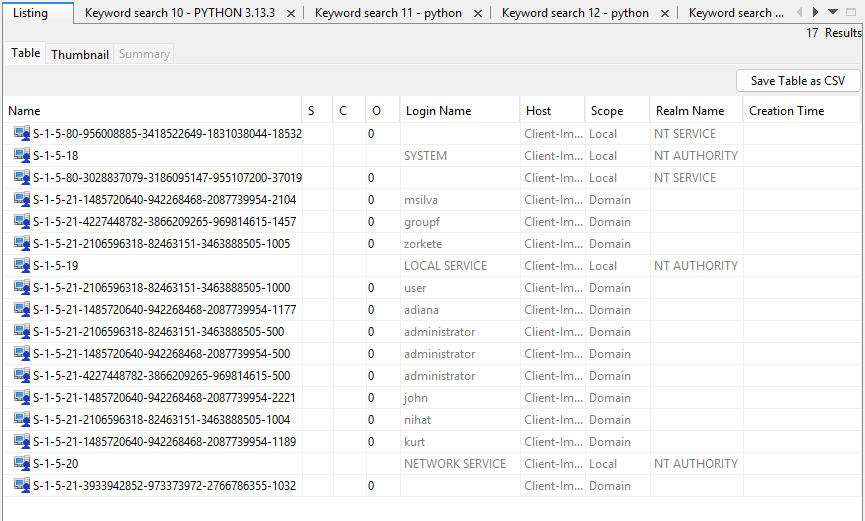 Listing Keyword search 10 - PYTHON 3.13.3 Keyword search 11 - python Keyword search 12 - python Keyword search ...
17 Results
Table Thumbnail Summary
Save Table as CSV
Name S C O Login Name Host Scope Realm Name Creation Time
S-1-5-80-956008885-3418522649-1831038044-18532 0 Client-Im... Local NT SERVICE
S-1-5-18 SYSTEM Client-Im... Local NT AUTHORITY
S-1-5-80-3028837079-3186095147-955107200-37019 0 Client-Im... Local NT SERVICE
S-1-5-21-1485720640-942268468-2087739954-2104 0 msilva Client-Im... Domain
S-1-5-21-4227448782-3866209265-969814615-1457 0 groupf Client-Im... Domain
S-1-5-21-2106596318-82463151-3463888505-1005 0 zorkete Client-Im... Domain
S-1-5-19 LOCAL SERVICE Client-Im... Local NT AUTHORITY
S-1-5-21-2106596318-82463151-3463888505-1000 0 user Client-Im... Domain
S-1-5-21-1485720640-942268468-2087739954-1177 0 adiana Client-Im... Domain
S-1-5-21-2106596318-82463151-3463888505-500 0 administrator Client-Im... Domain
S-1-5-21-1485720640-942268468-2087739954-500 0 administrator Client-Im... Domain
S-1-5-21-4227448782-3866209265-969814615-500 0 administrator Client-Im... Domain
S-1-5-21-1485720640-942268468-2087739954-2221 0 john Client-Im... Domain
S-1-5-21-2106596318-82463151-3463888505-1004 0 nihat Client-Im... Domain
S-1-5-21-1485720640-942268468-2087739954-1189 0 kurt Client-Im... Domain
S-1-5-20 NETWORK SERVICE Client-Im... Local NT AUTHORITY
S-1-5-21-3933942852-973373972-2766786355-1032 0 Client-Im... Domain